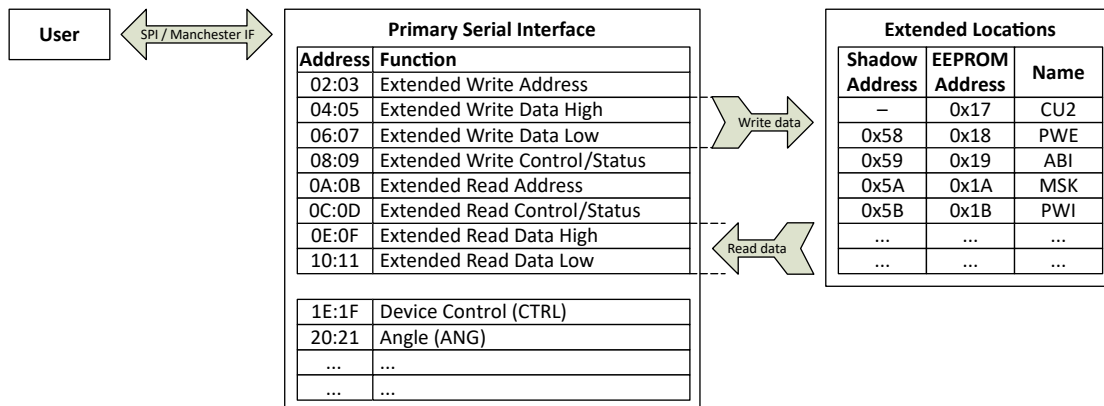 User
SPI / Manchester IF
Primary Serial Interface
Address Function
02:03 Extended Write Address
04:05 Extended Write Data High
06:07 Extended Write Data Low
08:09 Extended Write Control/Status
0A:0B Extended Read Address
0C:0D Extended Read Control/Status
0E:0F Extended Read Data High
10:11 Extended Read Data Low
1E:1F Device Control (CTRL)
20:21 Angle (ANG)
... ...
... ...
Write data
Read data
Extended Locations
Shadow Address EEPROM Address Name
– 0x17 CU2
0x58 0x18 PWE
0x59 0x19 ABI
0x5A 0x1A MSK
0x5B 0x1B PWI
... ... ...
... ... ...